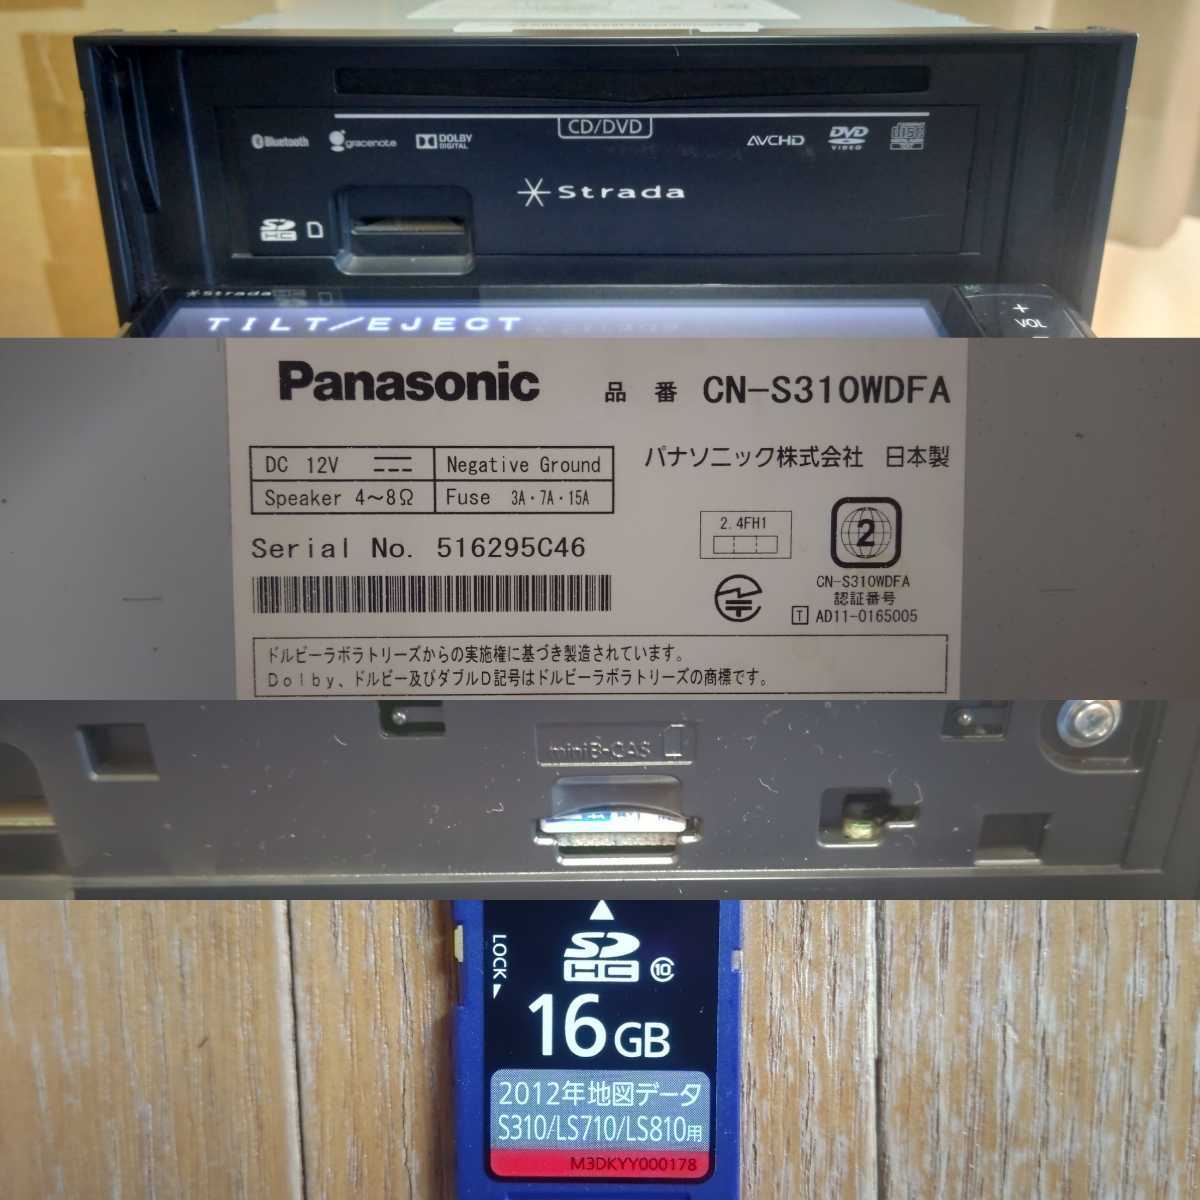 Bluetooth gracenote DOLBY DIGITAL CD/DVD AVCHD DVD VIDEO disc
Strada
SDHC
Strada
TILT/EJECT
+
VOL
Panasonic 品番 CN-S310WDFA
DC 12V Negative Ground
Speaker 4~8Ω Fuse 3A・7A・15A
パナソニック株式会社 日本製
2.4FH1
2
Serial No. 516295C46
CN-S310WDFA
認証番号
T AD11-0165005
ドルビーラボラトリーズからの実施権に基づき製造されています。
Dolby、ドルビー及びダブルD記号はドルビーラボラトリーズの商標です。
miniB-CAS
LOCK
SDHC 10
16GB
2012年地図データ
S310/LS710/LS810用
M3DKYY000178